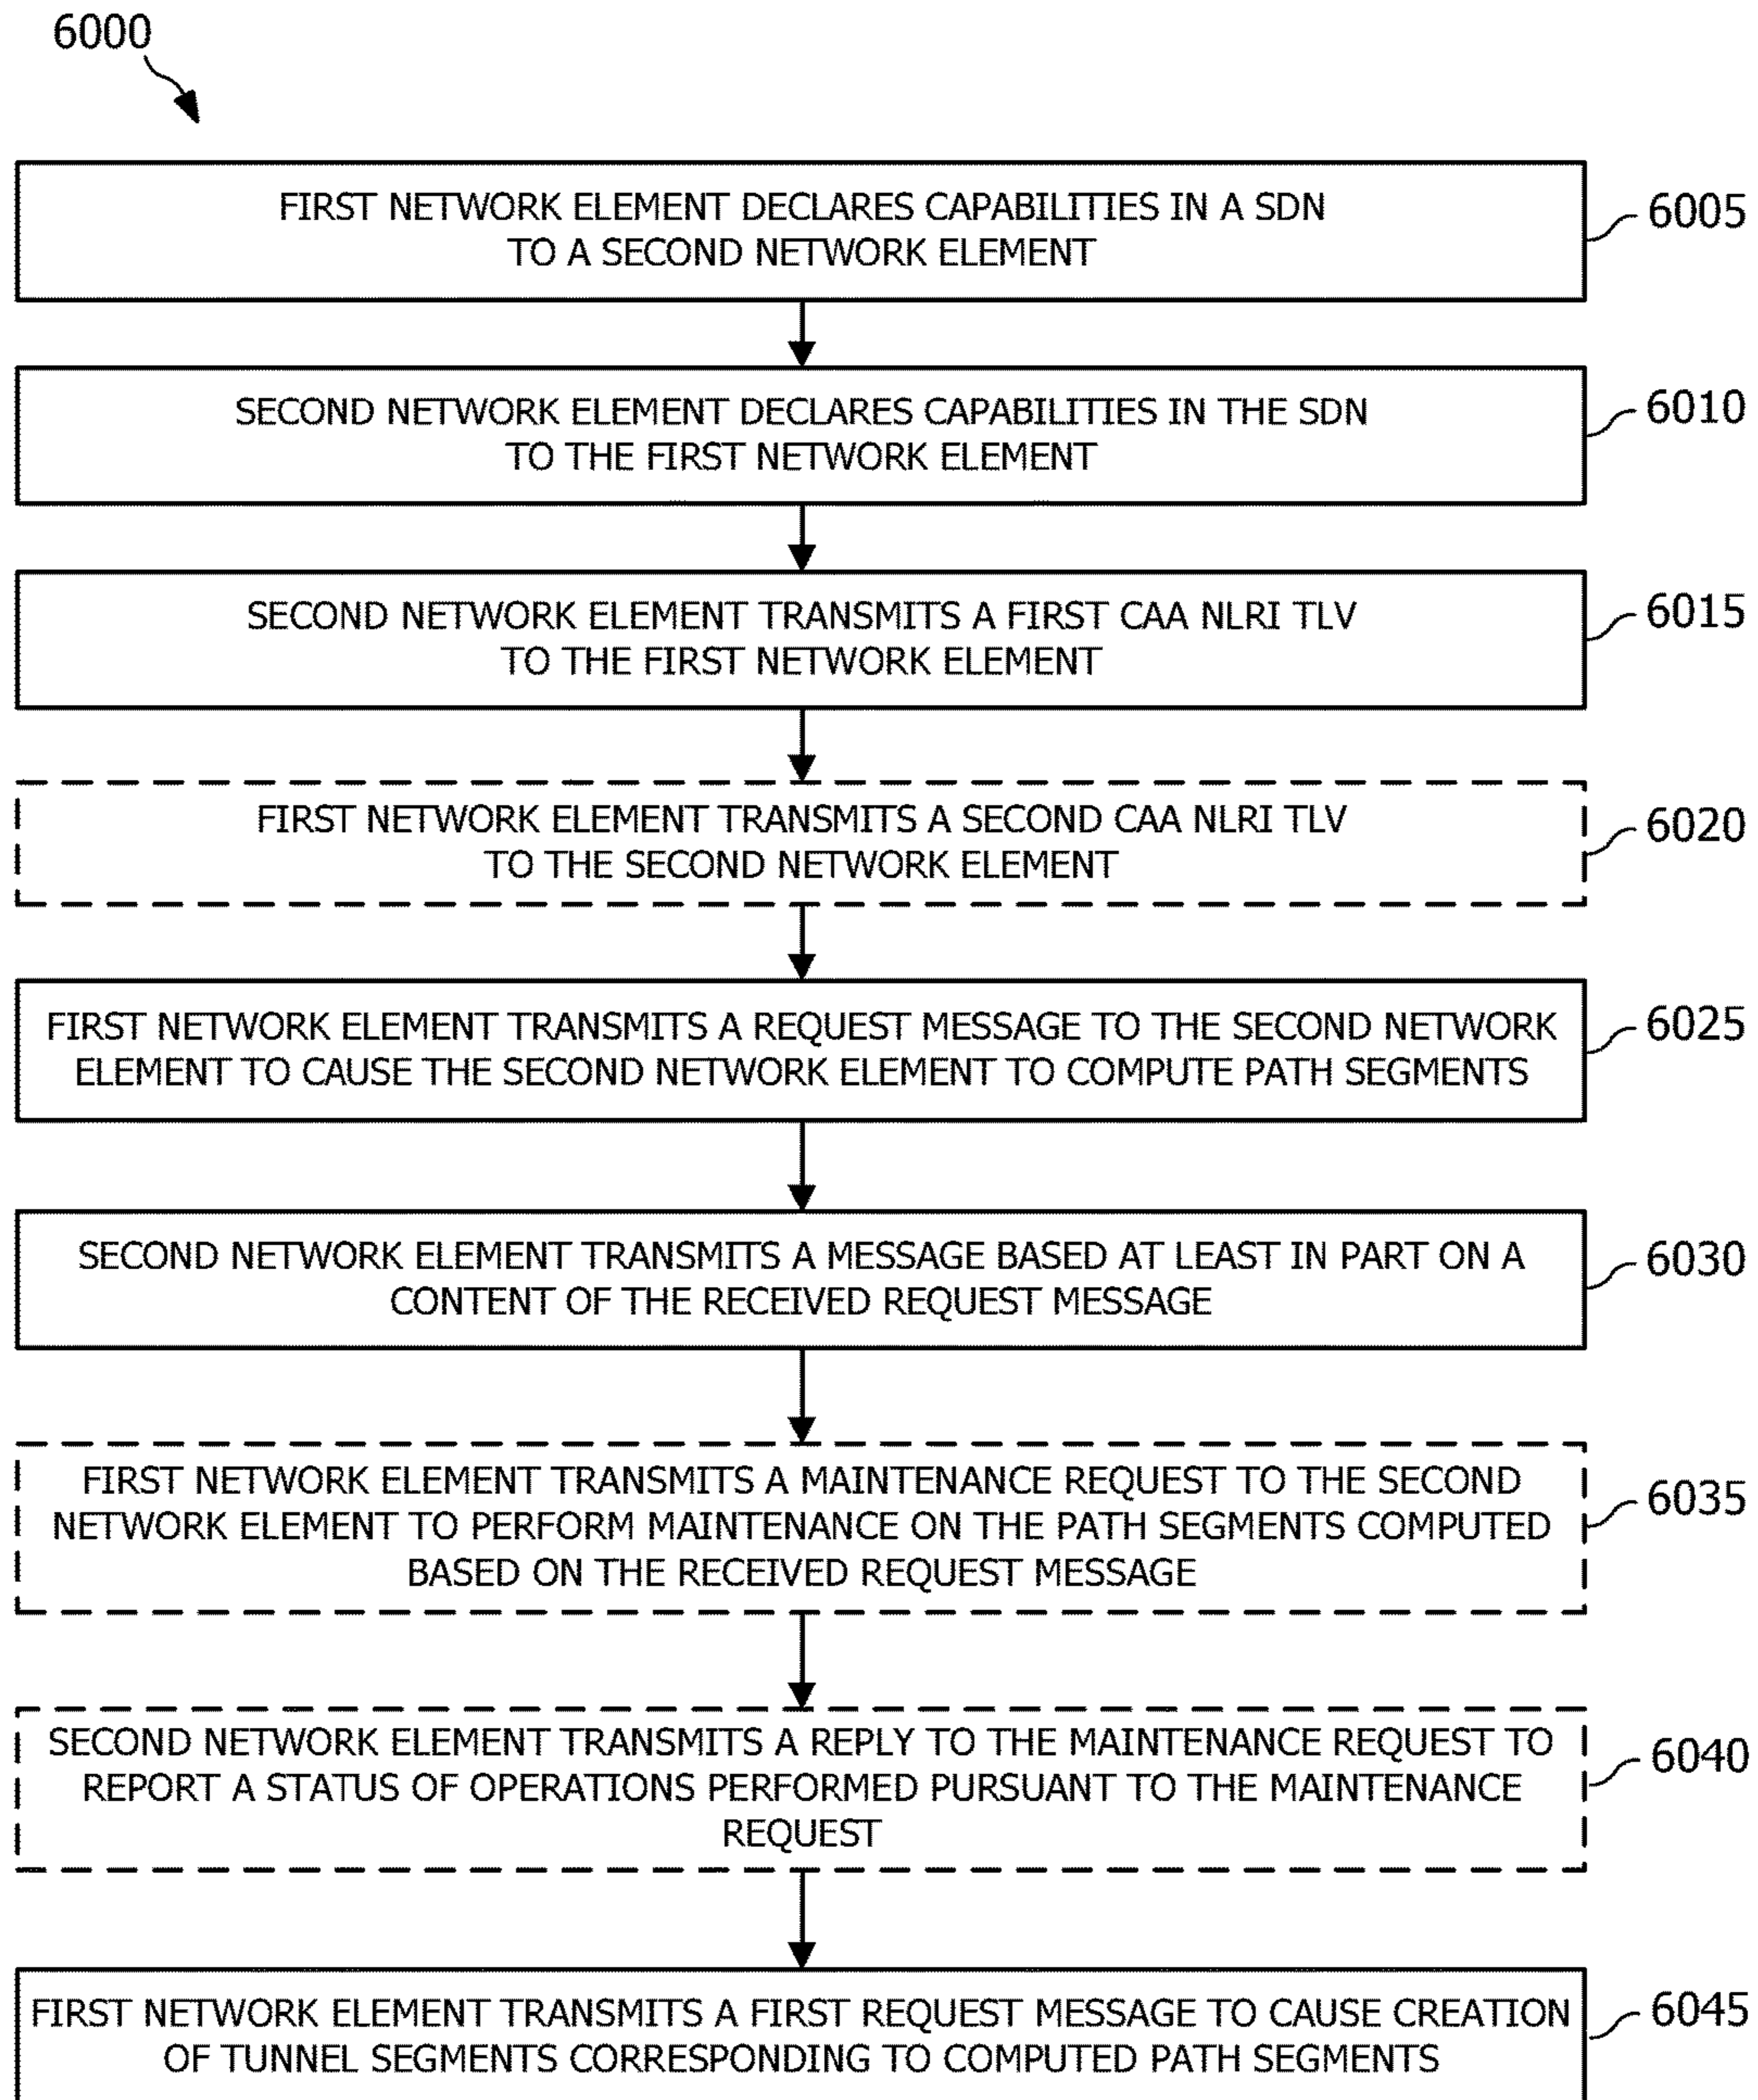 6000
FIRST NETWORK ELEMENT DECLARES CAPABILITIES IN A SDN
TO A SECOND NETWORK ELEMENT
6005
SECOND NETWORK ELEMENT DECLARES CAPABILITIES IN THE SDN
TO THE FIRST NETWORK ELEMENT
6010
SECOND NETWORK ELEMENT TRANSMITS A FIRST CAA NLRI TLV
TO THE FIRST NETWORK ELEMENT
6015
FIRST NETWORK ELEMENT TRANSMITS A SECOND CAA NLRI TLV
TO THE SECOND NETWORK ELEMENT
6020
FIRST NETWORK ELEMENT TRANSMITS A REQUEST MESSAGE TO THE SECOND NETWORK
ELEMENT TO CAUSE THE SECOND NETWORK ELEMENT TO COMPUTE PATH SEGMENTS
6025
SECOND NETWORK ELEMENT TRANSMITS A MESSAGE BASED AT LEAST IN PART ON A
CONTENT OF THE RECEIVED REQUEST MESSAGE
6030
FIRST NETWORK ELEMENT TRANSMITS A MAINTENANCE REQUEST TO THE SECOND
NETWORK ELEMENT TO PERFORM MAINTENANCE ON THE PATH SEGMENTS COMPUTED
BASED ON THE RECEIVED REQUEST MESSAGE
6035
SECOND NETWORK ELEMENT TRANSMITS A REPLY TO THE MAINTENANCE REQUEST TO
REPORT A STATUS OF OPERATIONS PERFORMED PURSUANT TO THE MAINTENANCE
REQUEST
6040
FIRST NETWORK ELEMENT TRANSMITS A FIRST REQUEST MESSAGE TO CAUSE CREATION
OF TUNNEL SEGMENTS CORRESPONDING TO COMPUTED PATH SEGMENTS
6045